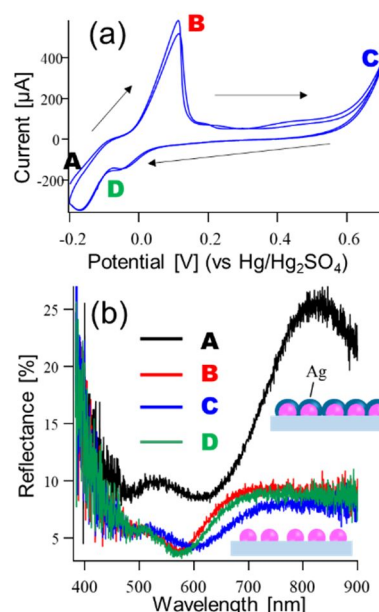 (a)
B
C
A
D
400
200
0
-200
Current [µA]
-0.2
0.0
0.2
0.4
0.6
Potential [V] (vs Hg/Hg₂SO₄)
(b)
A
B
C
D
Ag
25
20
15
10
5
Reflectance [%]
400
500
600
700
800
900
Wavelength [nm]